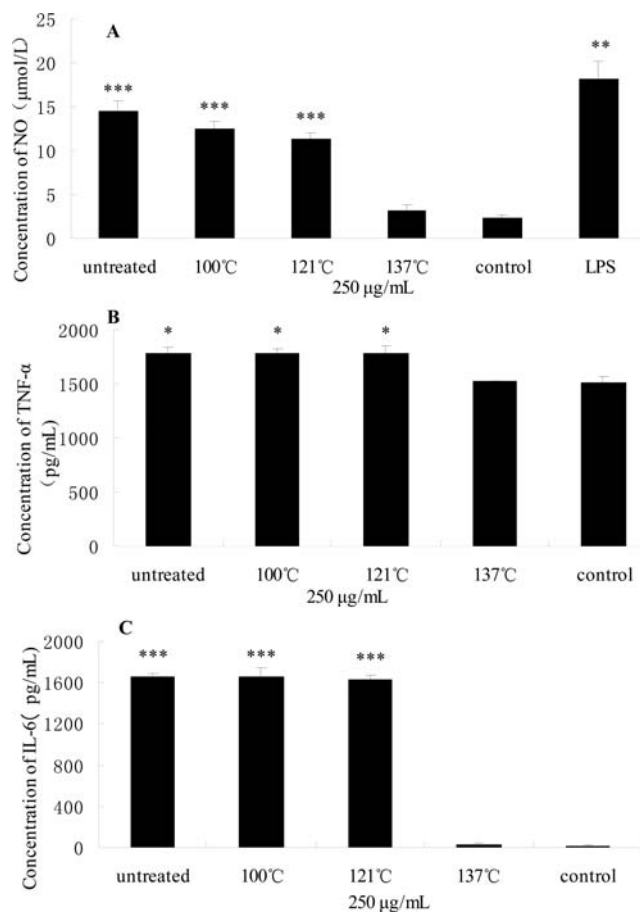 A
Concentration of NO (μmol/L)
25
20
15
10
5
0
***
***
***
**
untreated 100℃ 121℃ 137℃ control LPS
250 μg/mL
B
Concentration of TNF-α
(pg/mL)
2000
1500
1000
500
0
*
*
*
untreated 100℃ 121℃ 137℃ control
250 μg/mL
C
Concentration of IL-6( pg/mL)
2000
1600
1200
800
400
0
***
***
***
untreated 100℃ 121℃ 137℃ control
250 μg/mL